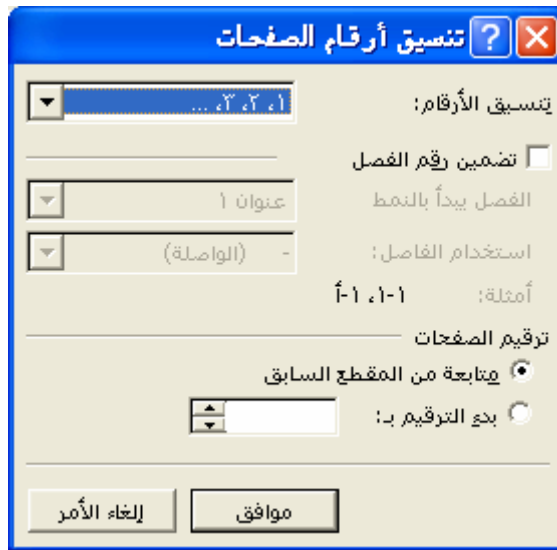 تنسيق أرقام الصفحات
تنسيق الأرقام: ١، ٢، ٣، ...
تضمين رقم الفصل
الفصل يبدأ بالنمط عنوان ١
استخدام الفاصل: - (الواصلة)
أمثلة: ١-١، ١-أ
ترقيم الصفحات
متابعة من المقطع السابق
بدء الترقيم بـ:
موافق إلغاء الأمر